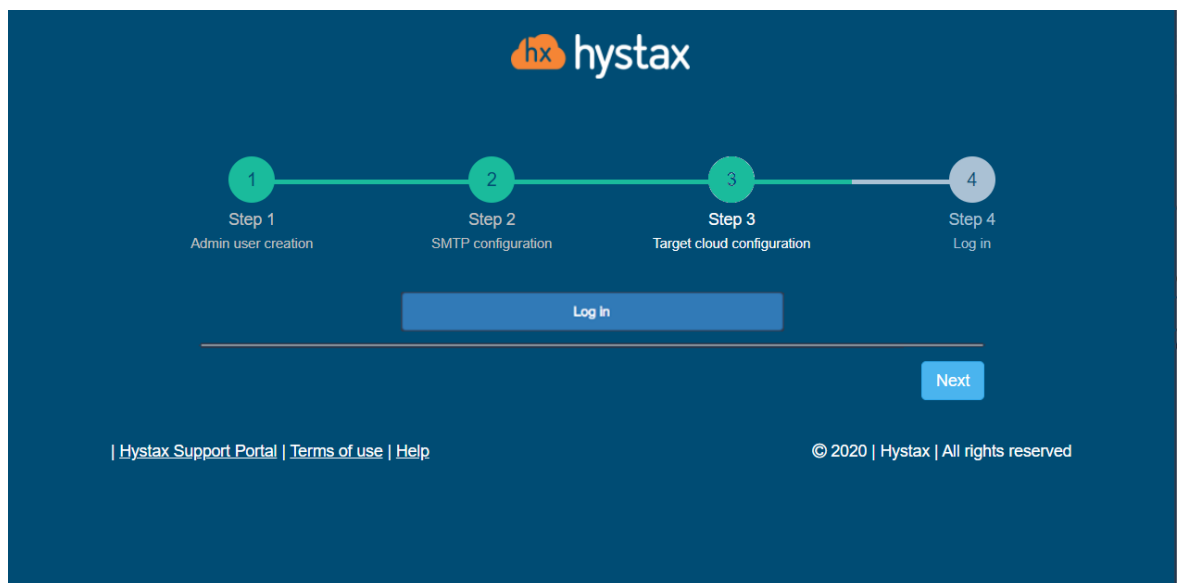 hx hystax
1 2 3 4
Step 1 Step 2 Step 3 Step 4
Admin user creation SMTP configuration Target cloud configuration Log in
Log in
Next
| Hystax Support Portal | Terms of use | Help © 2020 | Hystax | All rights reserved